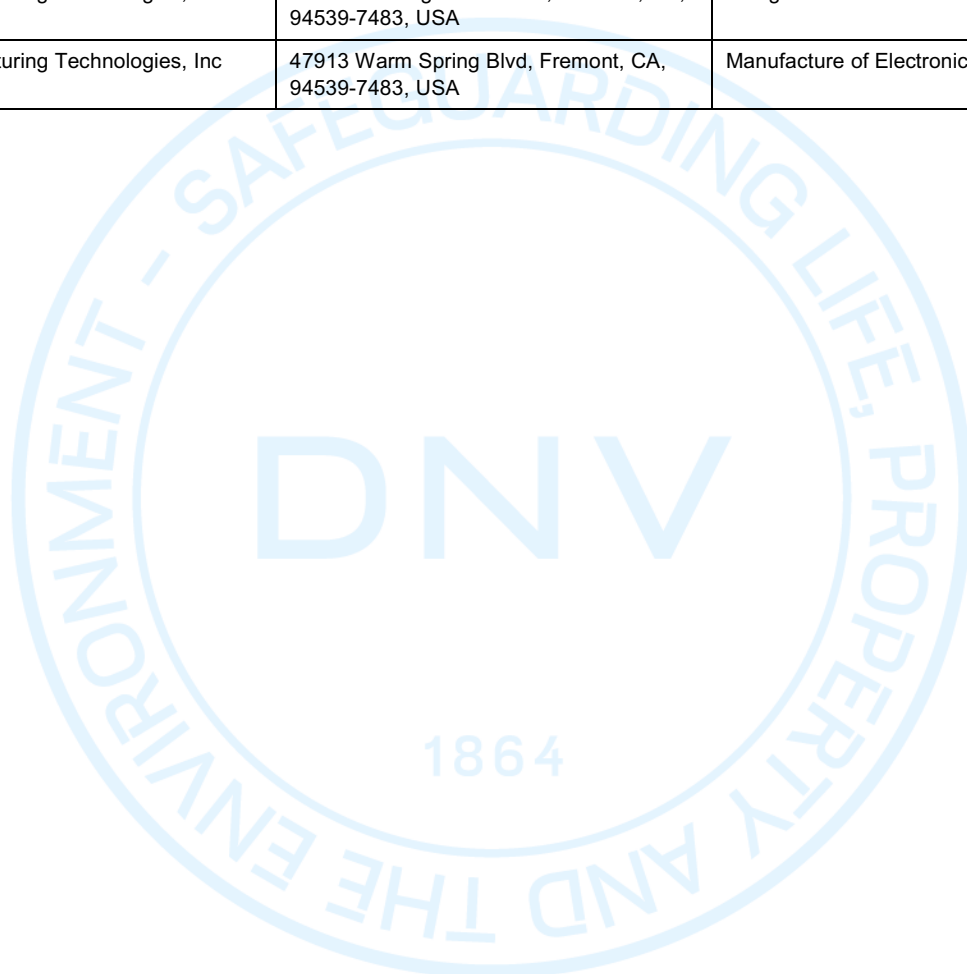 94539-7483, USA
turing Technologies, Inc
47913 Warm Spring Blvd, Fremont, CA,
94539-7483, USA
Manufacture of Electronic
SAFEGUARDING LIFE, PROPERTY AND THE ENVIRONMENT -
DNV
1864